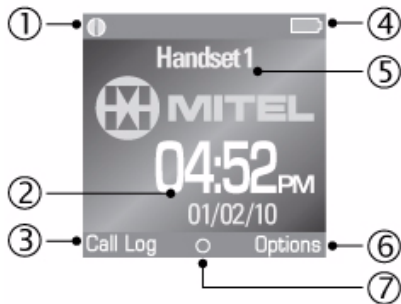 ① ④
Handset 1 ⑤
MITEL
② 04:52PM
01/02/10
③ Call Log Options ⑥
⑦